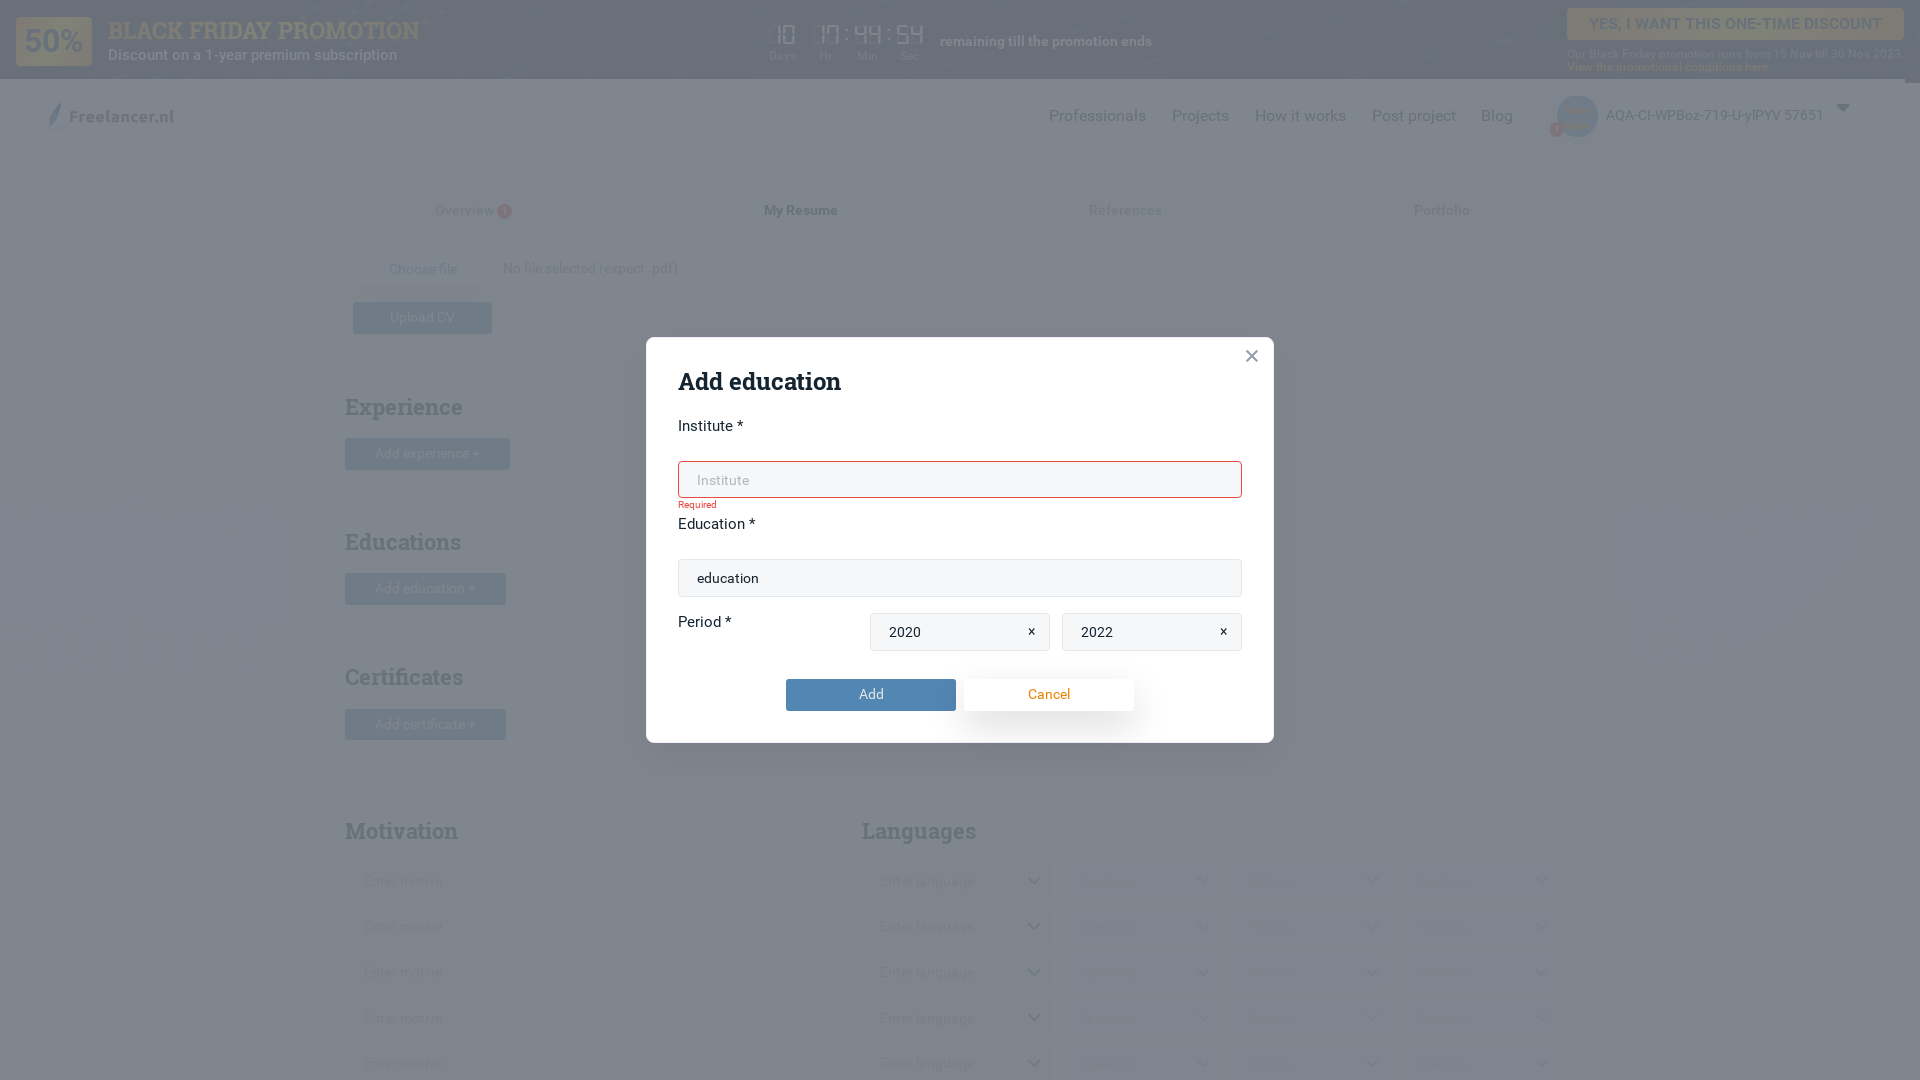 50%
BLACK FRIDAY PROMOTION
Discount on a 1-year premium subscription
10 17:44:54
Days Hr Min Sec
remaining till the promotion ends
YES, I WANT THIS ONE-TIME DISCOUNT
Our Black Friday promotion runs from 15 Nov till 30 Nov 2023.
View the promotional conditions here.
Freelancer.nl
Professionals
Projects
How it works
Post project
Blog
1
AQA-CI-WPBoz-719-U-ylPYV 57651
Overview
My Resume
References
Portfolio
Choose file
No file selected (expect .pdf)
Upload CV
Experience
Add experience +
Educations
Add education +
Certificates
Add certificate +
Add education
×
Institute *
Institute
Required
Education *
education
Period *
2020 ×
2022 ×
Add
Cancel
Motivation
Languages
Enter motive
Enter language
Enter motive
Enter language
Enter motive
Enter language
Enter motive
Enter language
Enter motive
Enter language